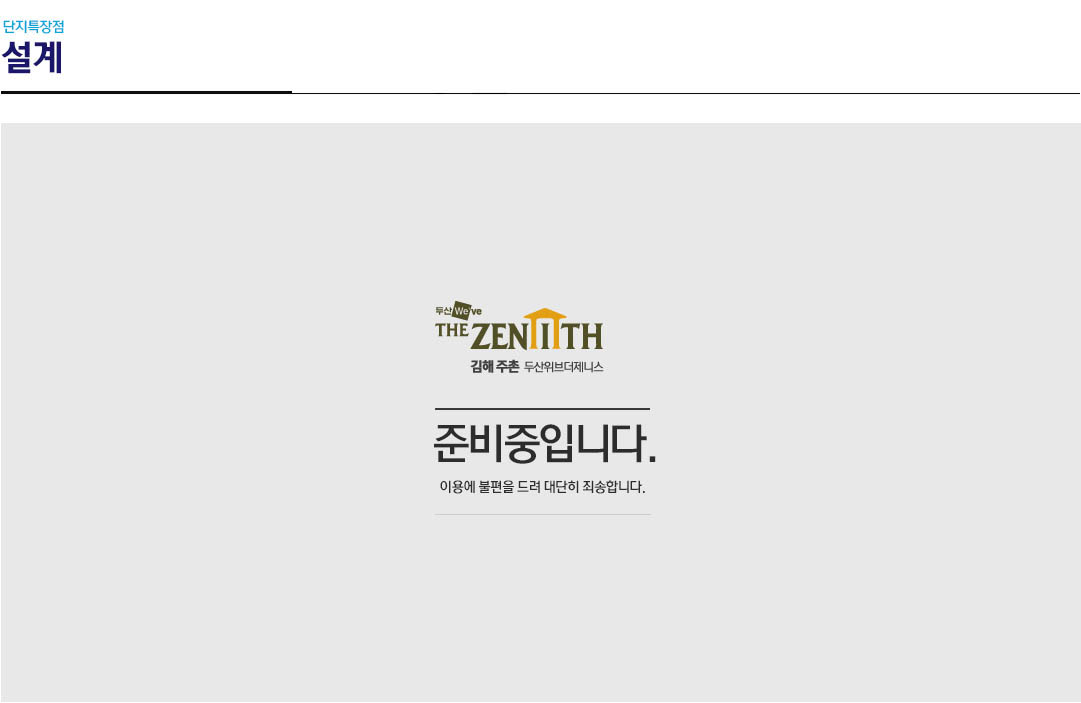 단지특장점
설계
두산We've
THE ZENITH
김해 주촌 두산위브더제니스
준비중입니다.
이용에 불편을 드려 대단히 죄송합니다.